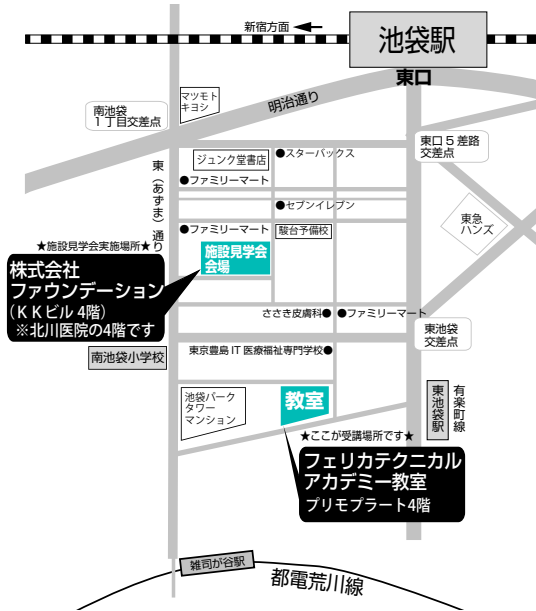 新宿方面
池袋駅
東口
マツモト
キヨシ
明治通り
南池袋
1丁目交差点
東口5差路
交差点
ジュンク堂書店
●スターバックス
●ファミリーマート
東(あずま)通り
●セブンイレブン
東急
ハンズ
●ファミリーマート
駿台予備校
★施設見学会実施場所★
施設見学会
会場
株式会社
ファウンデーション
(KKビル 4階)
※北川医院の4階です
ささき皮膚科●
●ファミリーマート
東池袋
交差点
南池袋小学校
東京豊島IT医療福祉専門学校●
池袋パーク
タワー
マンション
教室
東池袋駅
有楽町線
★ここが受講場所です★
フェリカテクニカル
アカデミー教室
プリモプラート4階
雑司が谷駅
都電荒川線